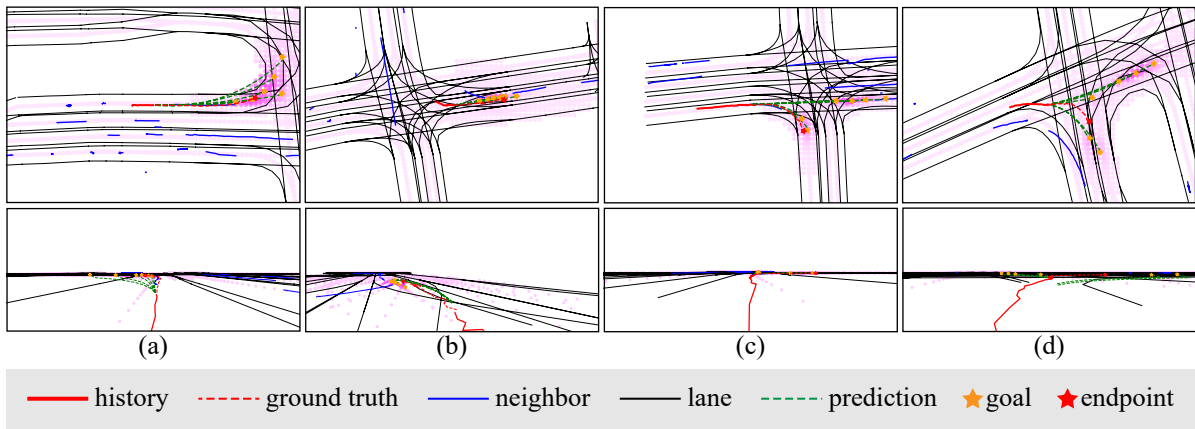 (a) (b) (c) (d)
history ground truth neighbor lane prediction goal endpoint